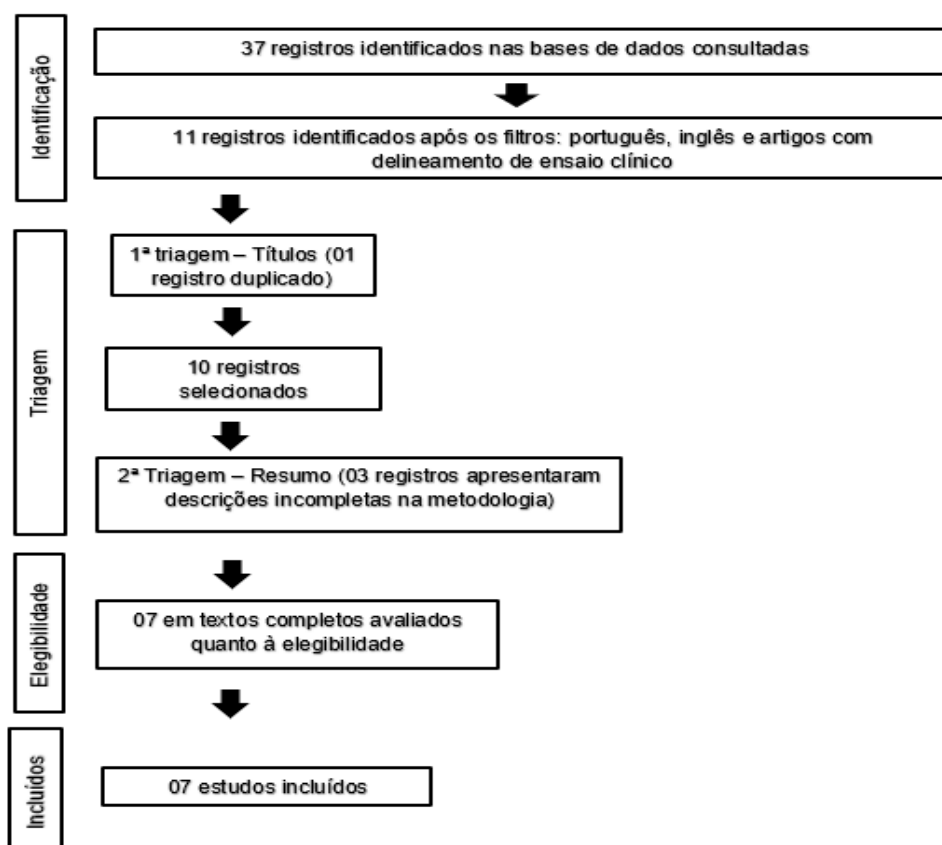 Identificação
37 registros identificados nas bases de dados consultadas
11 registros identificados após os filtros: português, inglês e artigos com
delineamento de ensaio clínico
Triagem
1ª triagem – Títulos (01
registro duplicado)
10 registros
selecionados
2ª Triagem – Resumo (03 registros apresentaram
descrições incompletas na metodologia)
Elegibilidade
07 em textos completos avaliados
quanto à elegibilidade
Incluídos
07 estudos incluídos